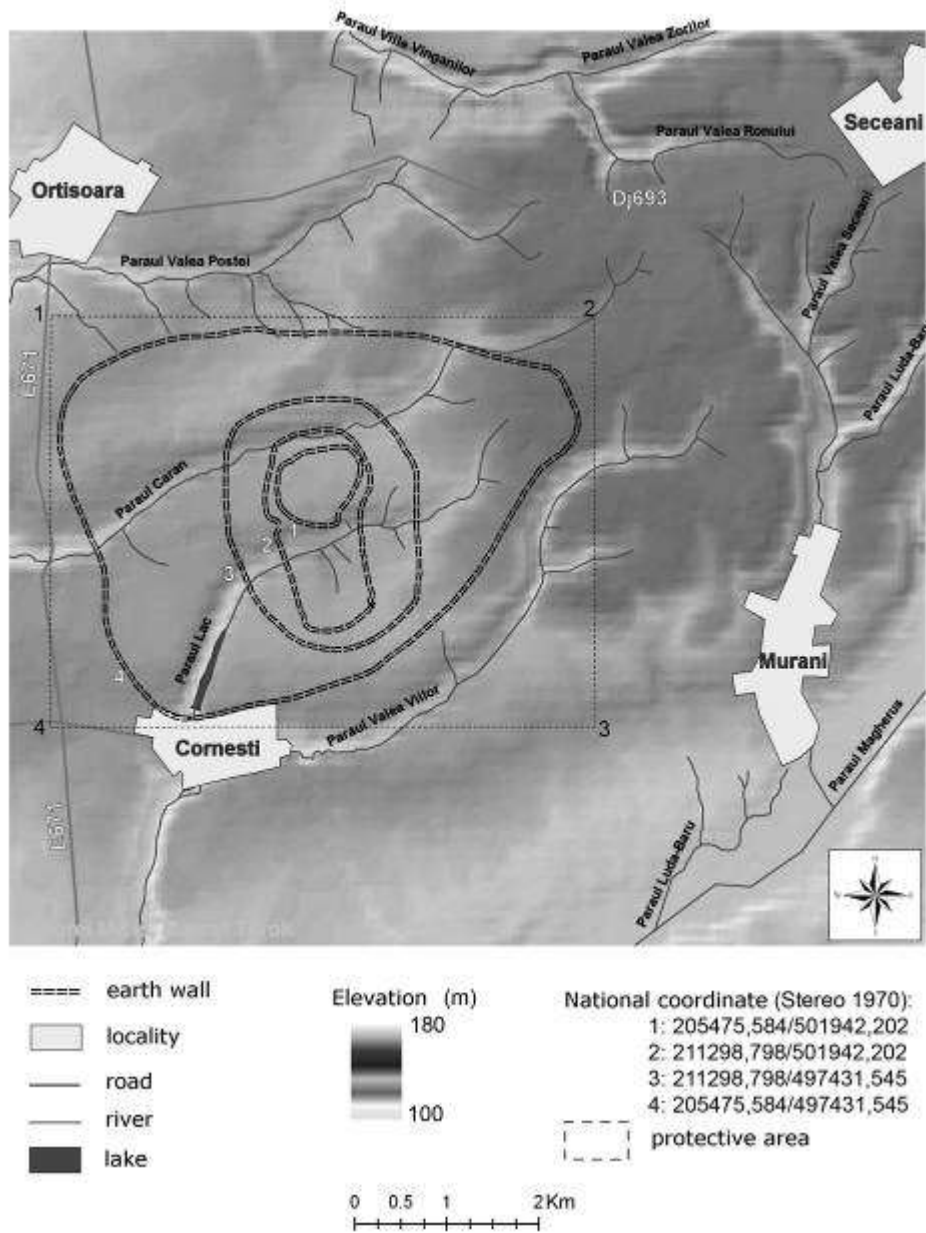 Paraul Viile Vinganilor
Paraul Valea Zorilor
Seceani
Paraul Valea Ronului
Ortisoara
Dj693
Paraul Valea Seceani
Paraul Valea Postei
1
2
E671
Paraul Luda-Baru
Paraul Caran
1
2
3
Paraul Lac
4
Murani
4
3
Cornesti
Paraul Valea Viilor
Paraul Magherus
E671
Paraul Luda-Baru
earth wall
locality
road
river
lake
Elevation (m)
180
100
National coordinate (Stereo 1970):
1: 205475,584/501942,202
2: 211298,798/501942,202
3: 211298,798/497431,545
4: 205475,584/497431,545
protective area
0 0.5 1 2Km